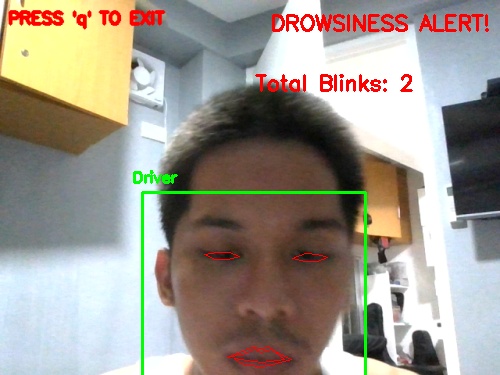 PRESS 'q' TO EXIT
DROWSINESS ALERT!
Total Blinks: 2
Driver